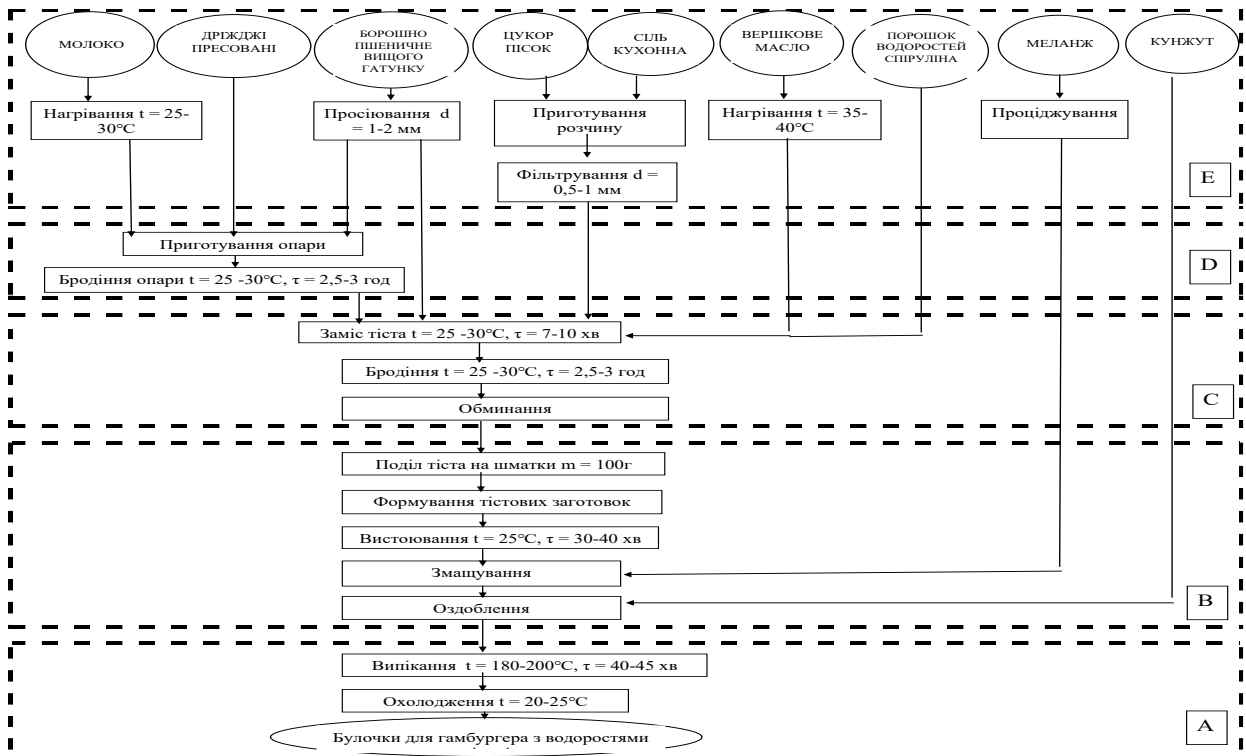 МОЛОКО
ДРІЖДЖІ
ПРЕСОВАНІ
БОРОШНО
ПШЕНИЧНЕ
ВИЩОГО
ГАТУНКУ
ЦУКОР
ПІСОК
СІЛЬ
КУХОННА
ВЕРШКОВЕ
МАСЛО
ПОРОШОК
ВОДОРОСТЕЙ
СПІРУЛІНА
МЕЛАНЖ
КУНЖУТ
Нагрівання t = 25-
30°С
Просіювання d
= 1-2 мм
Приготування
розчину
Нагрівання t = 35-
40°С
Проціджування
Фільтрування d =
0,5-1 мм
E
Приготування опари
Бродіння опари t = 25 -30°С, τ = 2,5-3 год
D
Заміс тіста t = 25 -30°С, τ = 7-10 хв
Бродіння t = 25 -30°С, τ = 2,5-3 год
Обминання
C
Поділ тіста на шматки m = 100г
Формування тістових заготовок
Вистоювання t = 25°С, τ = 30-40 хв
Змащування
Оздоблення
B
Випікання t = 180-200°С, τ = 40-45 хв
Охолодження t = 20-25°С
Булочки для гамбургера з водоростями
A